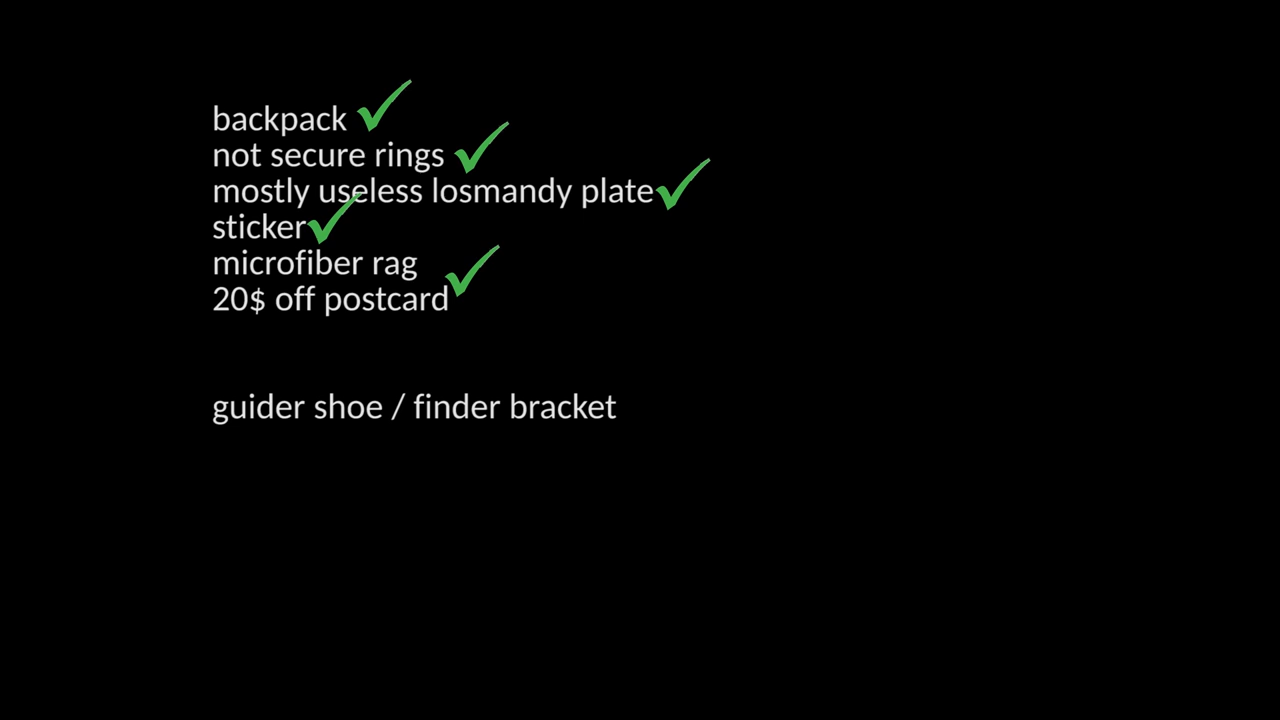 backpack
not secure rings
mostly useless losmandy plate
sticker
microfiber rag
20$ off postcard
guider shoe / finder bracket